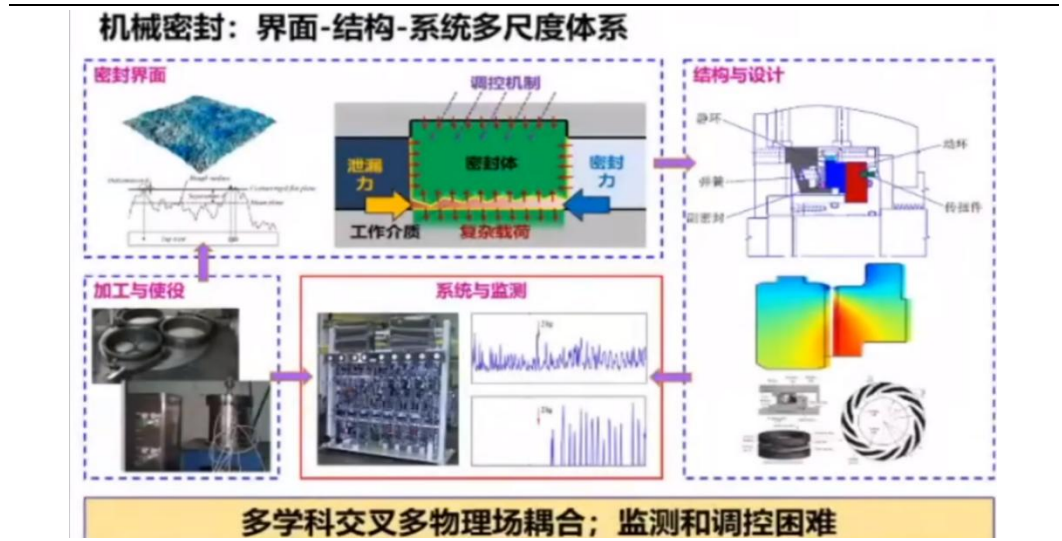 机械密封：界面-结构-系统多尺度体系
密封界面
调控机制
泄漏力
密封体
密封力
工作介质
复杂载荷
结构与设计
静环
动环
弹簧
传扭件
副密封
加工与使役
系统与监测
多学科交叉多物理场耦合；监测和调控困难